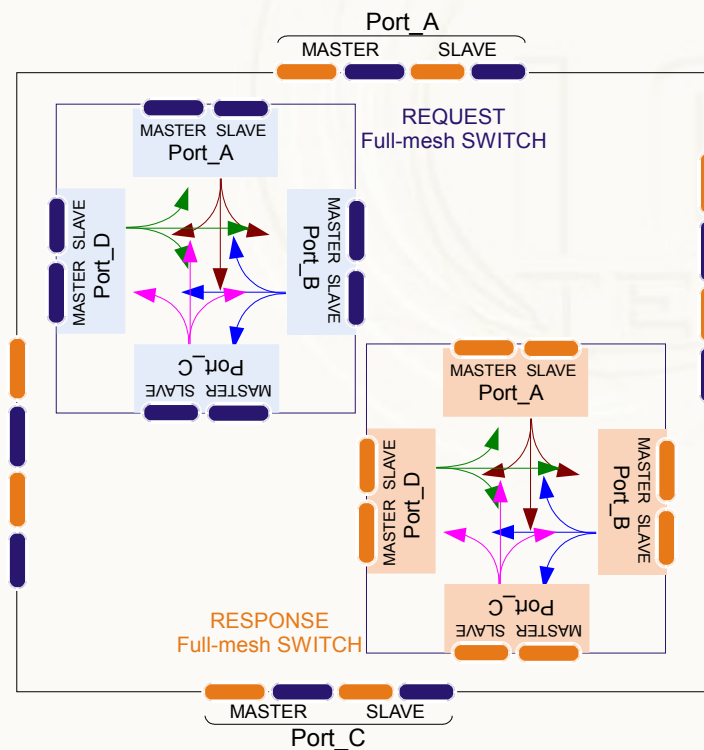 Port_A
MASTER SLAVE
REQUEST
Full-mesh SWITCH
MASTER SLAVE
Port_A
MASTER SLAVE
Port_D
MASTER SLAVE
Port_B
Port_C
SLAVE MASTER
MASTER SLAVE
Port_A
MASTER SLAVE
Port_D
MASTER SLAVE
Port_B
Port_C
SLAVE MASTER
RESPONSE
Full-mesh SWITCH
MASTER SLAVE
Port_C